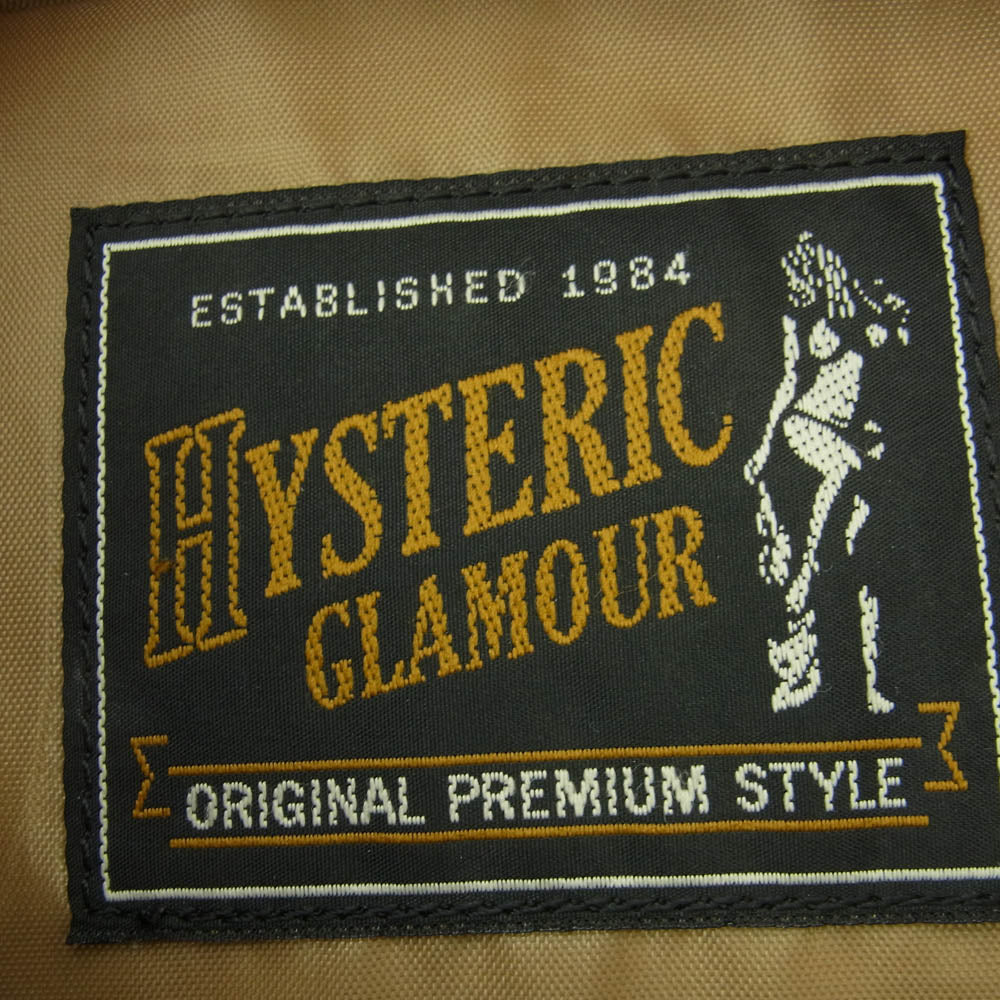 ESTABLISHED 1984
HYSTERIC
GLAMOUR
ORIGINAL PREMIUM STYLE